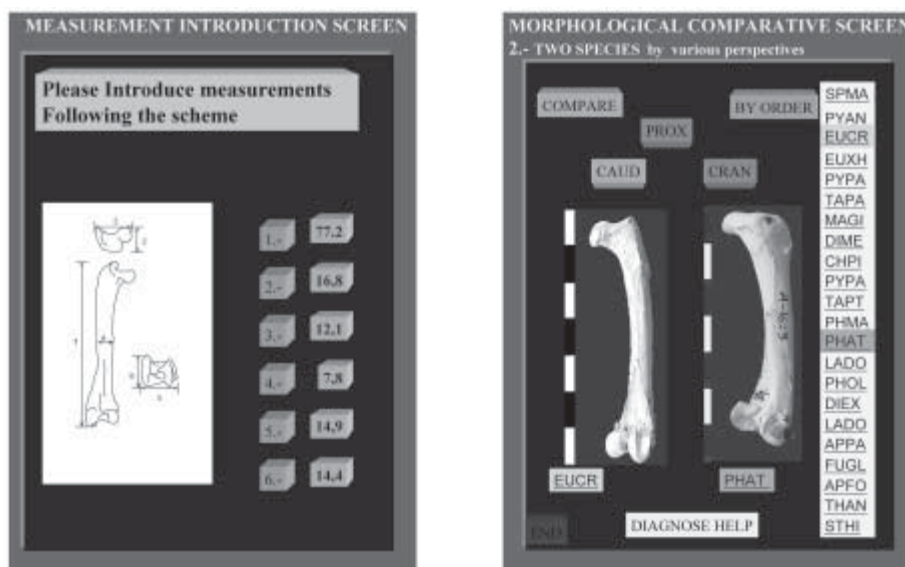 MEASUREMENT INTRODUCTION SCREEN
Please Introduce measurements
Following the scheme
1.- 77,2
2.- 16,8
3.- 12,1
4.- 7,8
5.- 14,9
6.- 14,4
MORPHOLOGICAL COMPARATIVE SCREEN
2.- TWO SPECIES by various perspectives
COMPARE
BY ORDER
PROX
CAUD
CRAN
SPMA
PYAN
EUCR
EUXH
PYPA
TAPA
MAGI
DIME
CHPI
PYPA
TAPT
PHMA
PHAT
LADO
PHOL
DIEX
LADO
APPA
FUGL
APFO
THAN
STHI
EUCR
PHAT
END
DIAGNOSE HELP